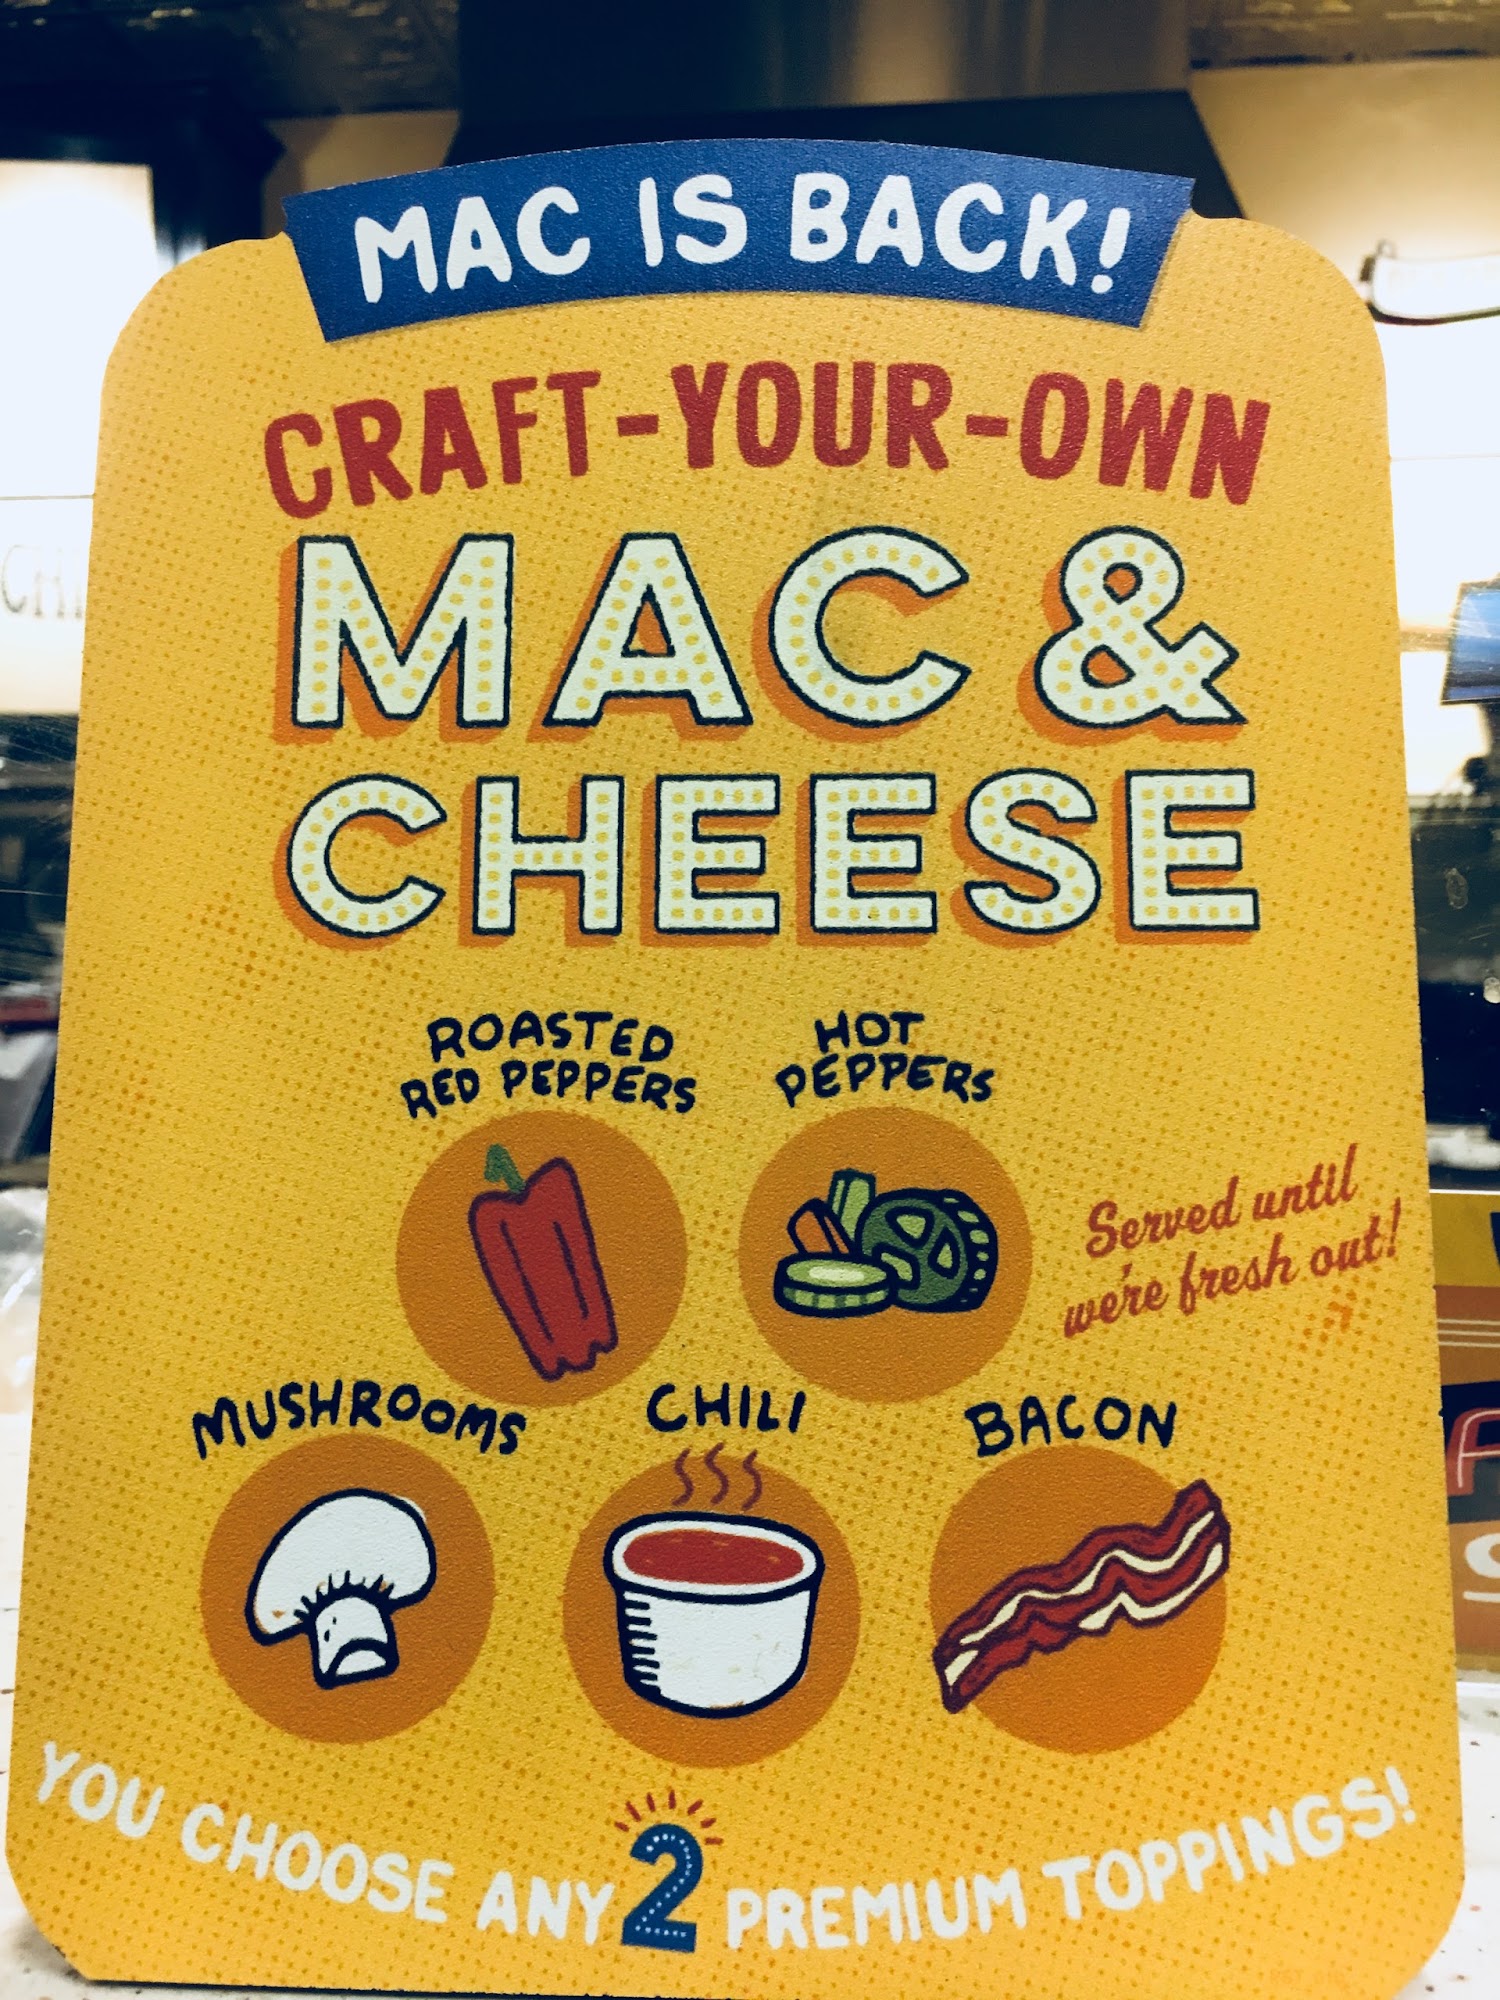 MAC IS BACK!
CRAFT-YOUR-OWN
MAC &
CHEESE
ROASTED
RED PEPPERS
HOT
PEPPERS
Served until
we're fresh out!
MUSHROOMS
CHILI
BACON
YOU CHOOSE ANY 2 PREMIUM TOPPINGS!